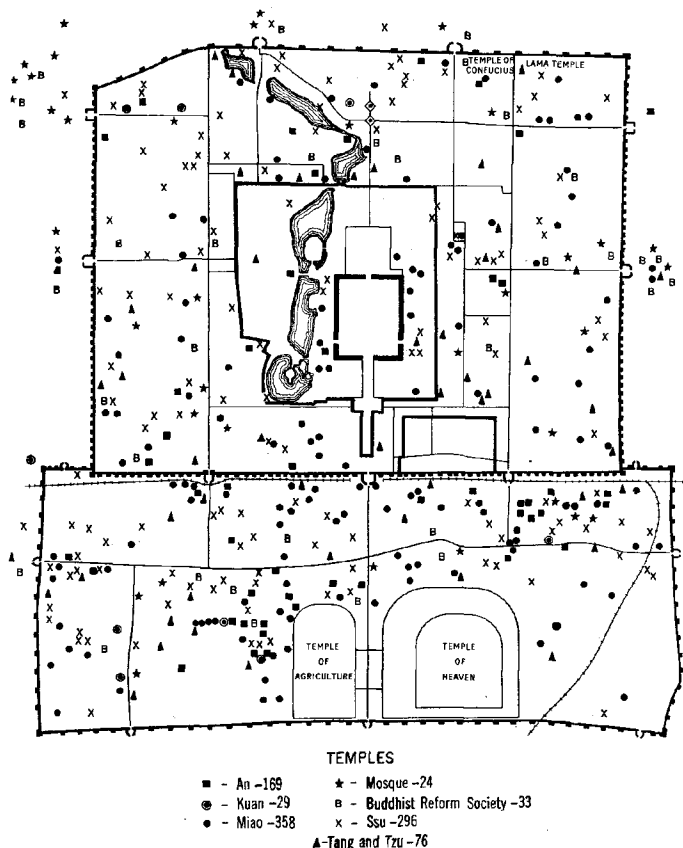 TEMPLE OF
CONFUCIUS
LAMA TEMPLE
TEMPLE
OF
AGRICULTURE
TEMPLE
OF
HEAVEN
TEMPLES
■ - An -169
◉ - Kuan -29
● - Miao -358
★ - Mosque -24
B - Buddhist Reform Society -33
x - Ssu -296
▲-Tang and Tzu -76